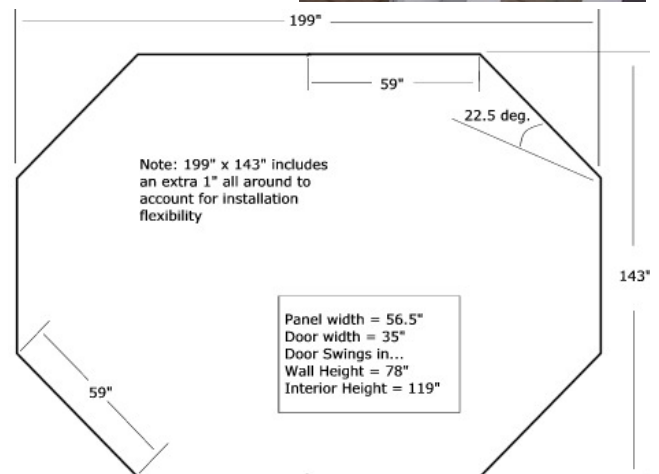 199"
59"
22.5 deg.
Note: 199" x 143" includes
an extra 1" all around to
account for installation
flexibility
143"
Panel width = 56.5"
Door width = 35"
Door Swings in...
Wall Height = 78"
Interior Height = 119"
59"